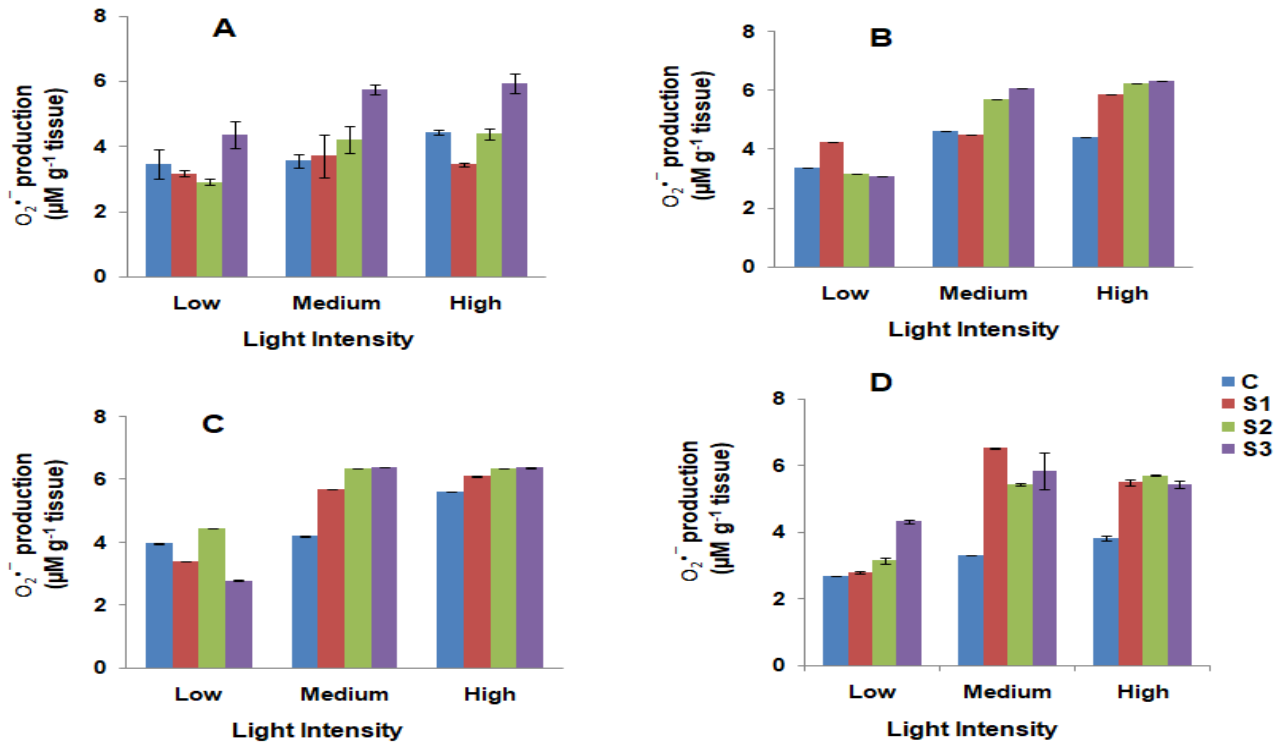 A
8
6
4
2
0
O₂•⁻ production
(µM g⁻¹ tissue)
Low Medium High
Light Intensity
B
8
6
4
2
0
O₂•⁻ production
(µM g⁻¹ tissue)
Low Medium High
Light Intensity
C
8
6
4
2
0
O₂•⁻ production
(µM g⁻¹ tissue)
Low Medium High
Light Intensity
D
8
6
4
2
0
O₂•⁻ production
(µM g⁻¹ tissue)
Low Medium High
Light Intensity
C
S1
S2
S3